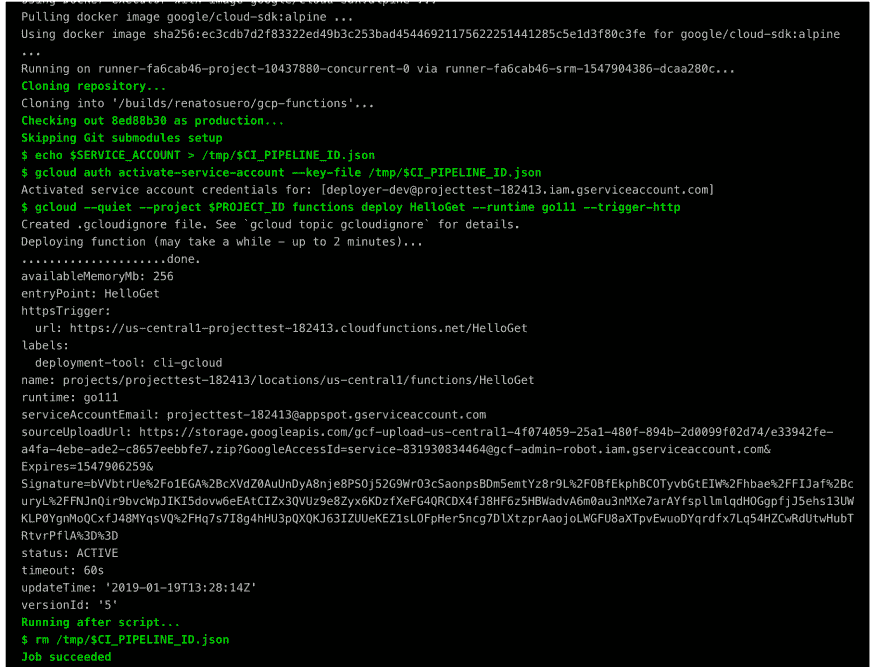 Pulling docker image google/cloud-sdk:alpine ...
Using docker image sha256:ec3cdb7d2f83322ed49b3c253bad45446921175622251441285c5e1d3f80c3fe for google/cloud-sdk:alpine
...
Running on runner-fa6cab46-project-10437880-concurrent-0 via runner-fa6cab46-srm-1547904386-dcaa280c...
Cloning repository...
Cloning into '/builds/renatosuero/gcp-functions'...
Checking out 8ed88b30 as production...
Skipping Git submodules setup
$ echo $SERVICE_ACCOUNT > /tmp/$CI_PIPELINE_ID.json
$ gcloud auth activate-service-account --key-file /tmp/$CI_PIPELINE_ID.json
Activated service account credentials for: [deployer-dev@projecttest-182413.iam.gserviceaccount.com]
$ gcloud --quiet --project $PROJECT_ID functions deploy HelloGet --runtime go111 --trigger-http
Created .gcloudignore file. See `gcloud topic gcloudignore` for details.
Deploying function (may take a while - up to 2 minutes)...
.....................done.
availableMemoryMb: 256
entryPoint: HelloGet
httpsTrigger:
  url: https://us-central1-projecttest-182413.cloudfunctions.net/HelloGet
labels:
  deployment-tool: cli-gcloud
name: projects/projecttest-182413/locations/us-central1/functions/HelloGet
runtime: go111
serviceAccountEmail: projecttest-182413@appspot.gserviceaccount.com
sourceUploadUrl: https://storage.googleapis.com/gcf-upload-us-central1-4f074059-25a1-480f-894b-2d0099f02d74/e33942fe-
a4fa-4ebe-ade2-c8657eebbfe7.zip?GoogleAccessId=service-831930834464@gcf-admin-robot.iam.gserviceaccount.com&
Expires=1547906259&
Signature=bVVbtrUe%2Fo1EGA%2BcXVdZ0AuUnDyA8nje8PSOj52G9WrO3cSaonpsBDm5emtYz8r9L%2FOBfEkphBCOTyvbGtEIW%2Fhbae%2FFIJaf%2Bc
uryL%2FFNJnQir9bvcWpJIKI5dovw6eEAtCIZx3QVUz9e8Zyx6KDzfXeFG4QRCDX4fJ8HF6z5HBWadvA6m0au3nMXe7arAYfspllmlqdHOGgpfjJ5ehs13UW
KLP0YgnMoQCxfJ48MYqsVQ%2FHq7s7I8g4hHU3pQXQKJ63IZUUeKEZ1sLOFpHer5ncg7DlXtzprAaojoLWGFU8aXTpvEwuoDYqrdfx7Lq54HZCwRdUtwHubT
RtvrPflA%3D%3D
status: ACTIVE
timeout: 60s
updateTime: '2019-01-19T13:28:14Z'
versionId: '5'
Running after script...
$ rm /tmp/$CI_PIPELINE_ID.json
Job succeeded